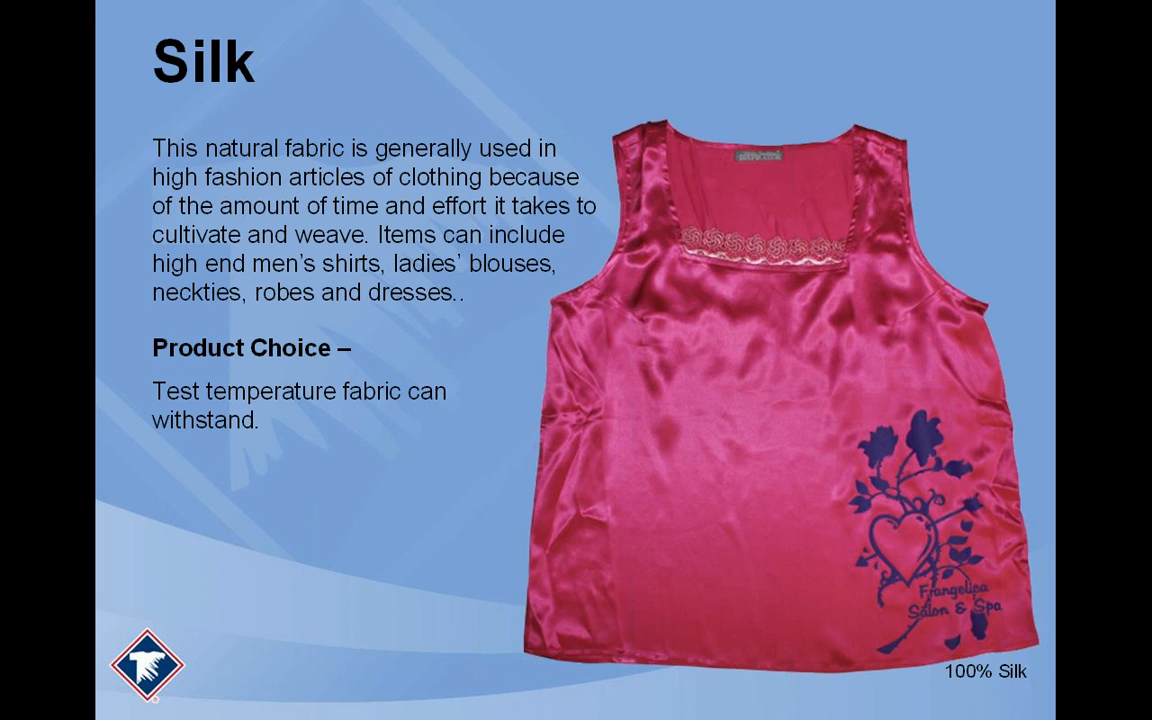 Silk
This natural fabric is generally used in
high fashion articles of clothing because
of the amount of time and effort it takes to
cultivate and weave. Items can include
high end men’s shirts, ladies’ blouses,
neckties, robes and dresses..
Product Choice –
Test temperature fabric can
withstand.
Frangelica
Salon & Spa
100% Silk